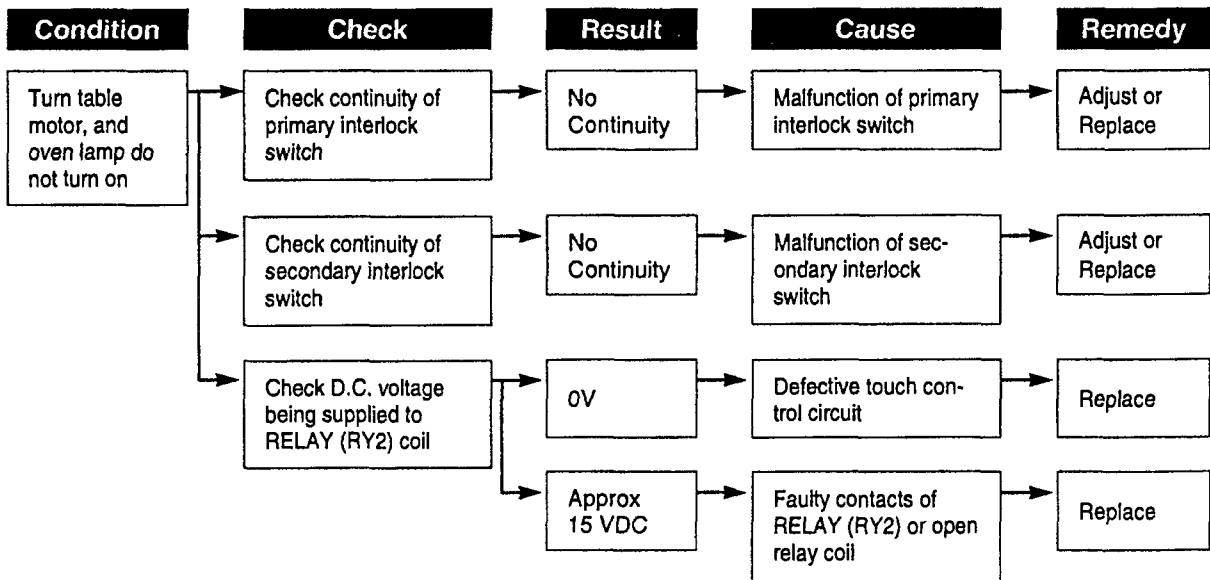 Condition
Check
Result
Cause
Remedy
Turn table
motor, and
oven lamp do
not turn on
Check continuity of
primary interlock
switch
No
Continuity
Malfunction of primary
interlock switch
Adjust or
Replace
Check continuity of
secondary interlock
switch
No
Continuity
Malfunction of sec-
ondary interlock
switch
Adjust or
Replace
Check D.C. voltage
being supplied to
RELAY (RY2) coil
0V
Defective touch con-
trol circuit
Replace
Approx
15 VDC
Faulty contacts of
RELAY (RY2) or open
relay coil
Replace